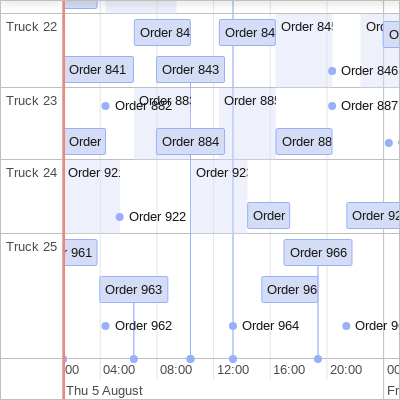 Truck 22
Order 84
Order 84
Order 84
Order 841
Order 843
Order 846
Truck 23
Order 882
Order 88
Order 88
Order 887
Order
Order 884
Order 88
Truck 24
Order 92
Order 92
Order 922
Order
Order 92
Truck 25
961
Order 966
Order 963
Order 96
Order 962
Order 964
Order 9
00
04:00
08:00
12:00
16:00
20:00
00
Thu 5 August
Fr